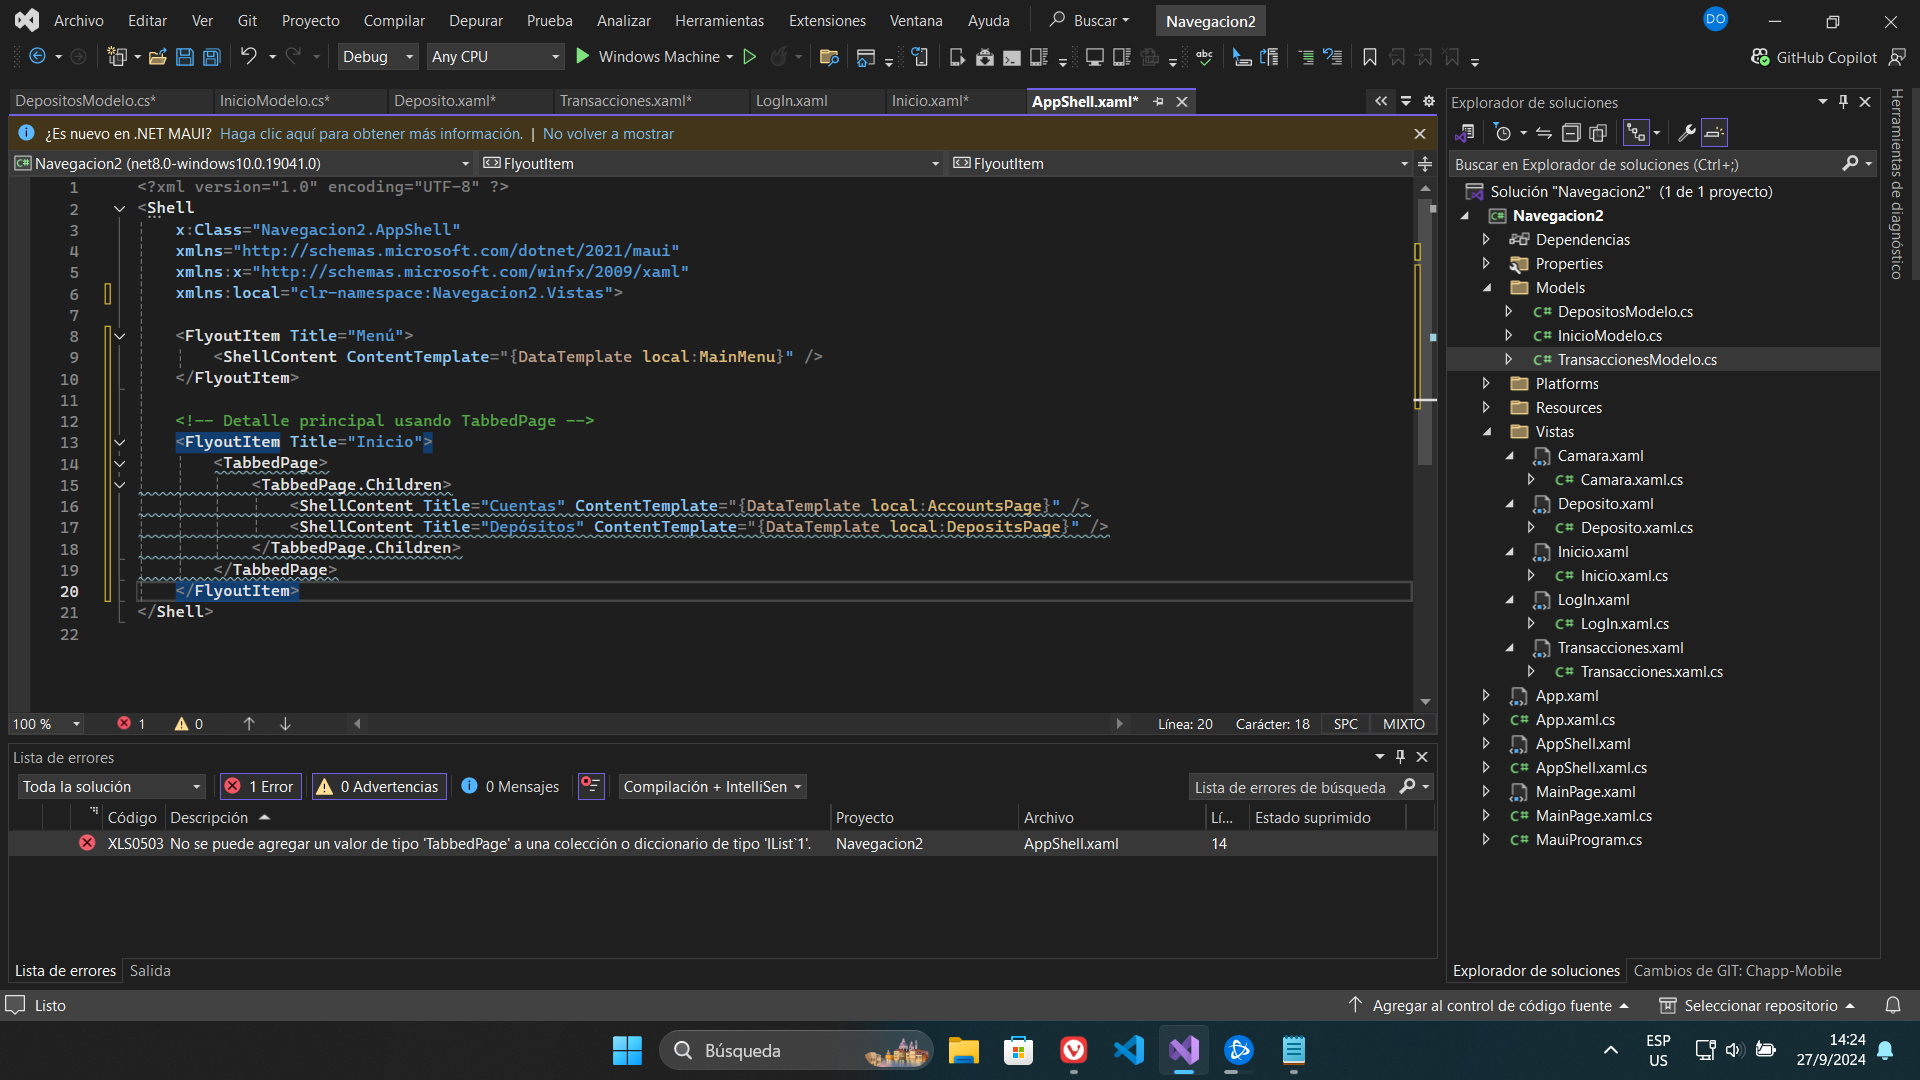 Archivo Editar Ver Git Proyecto Compilar Depurar Prueba Analizar Herramientas Extensiones Ventana Ayuda Buscar Navegacion2 DO
Debug Any CPU Windows Machine abc GitHub Copilot
DepositosModelo.cs* InicioModelo.cs* Deposito.xaml* Transacciones.xaml* LogIn.xaml Inicio.xaml* AppShell.xaml*
¿Es nuevo en .NET MAUI? Haga clic aquí para obtener más información. | No volver a mostrar
Navegacion2 (net8.0-windows10.0.19041.0) FlyoutItem FlyoutItem
1 <?xml version="1.0" encoding="UTF-8" ?>
2 <Shell
3 x:Class="Navegacion2.AppShell"
4 xmlns="http://schemas.microsoft.com/dotnet/2021/maui"
5 xmlns:x="http://schemas.microsoft.com/winfx/2009/xaml"
6 xmlns:local="clr-namespace:Navegacion2.Vistas">
7
8 <FlyoutItem Title="Menú">
9 <ShellContent ContentTemplate="{DataTemplate local:MainMenu}" />
10 </FlyoutItem>
11
12 <!-- Detalle principal usando TabbedPage -->
13 <FlyoutItem Title="Inicio">
14 <TabbedPage>
15 <TabbedPage.Children>
16 <ShellContent Title="Cuentas" ContentTemplate="{DataTemplate local:AccountsPage}" />
17 <ShellContent Title="Depósitos" ContentTemplate="{DataTemplate local:DepositsPage}" />
18 </TabbedPage.Children>
19 </TabbedPage>
20 </FlyoutItem>
21 </Shell>
22
100 % 1 0 Línea: 20 Carácter: 18 SPC MIXTO
Lista de errores
Toda la solución 1 Error 0 Advertencias 0 Mensajes Compilación + IntelliSen Lista de errores de búsqueda
Código Descripción Proyecto Archivo Lí... Estado suprimido
XLS0503 No se puede agregar un valor de tipo 'TabbedPage' a una colección o diccionario de tipo 'IList`1'. Navegacion2 AppShell.xaml 14
Lista de errores Salida
Explorador de soluciones
Buscar en Explorador de soluciones (Ctrl+;)
Solución "Navegacion2" (1 de 1 proyecto)
Navegacion2
Dependencias
Properties
Models
C# DepositosModelo.cs
C# InicioModelo.cs
C# TransaccionesModelo.cs
Platforms
Resources
Vistas
Camara.xaml
C# Camara.xaml.cs
Deposito.xaml
C# Deposito.xaml.cs
Inicio.xaml
C# Inicio.xaml.cs
LogIn.xaml
C# LogIn.xaml.cs
Transacciones.xaml
C# Transacciones.xaml.cs
App.xaml
C# App.xaml.cs
AppShell.xaml
C# AppShell.xaml.cs
MainPage.xaml
C# MainPage.xaml.cs
C# MauiProgram.cs
Explorador de soluciones Cambios de GIT: Chapp-Mobile
Herramientas de diagnóstico
Listo Agregar al control de código fuente Seleccionar repositorio
Búsqueda
ESP
US
14:24
27/9/2024